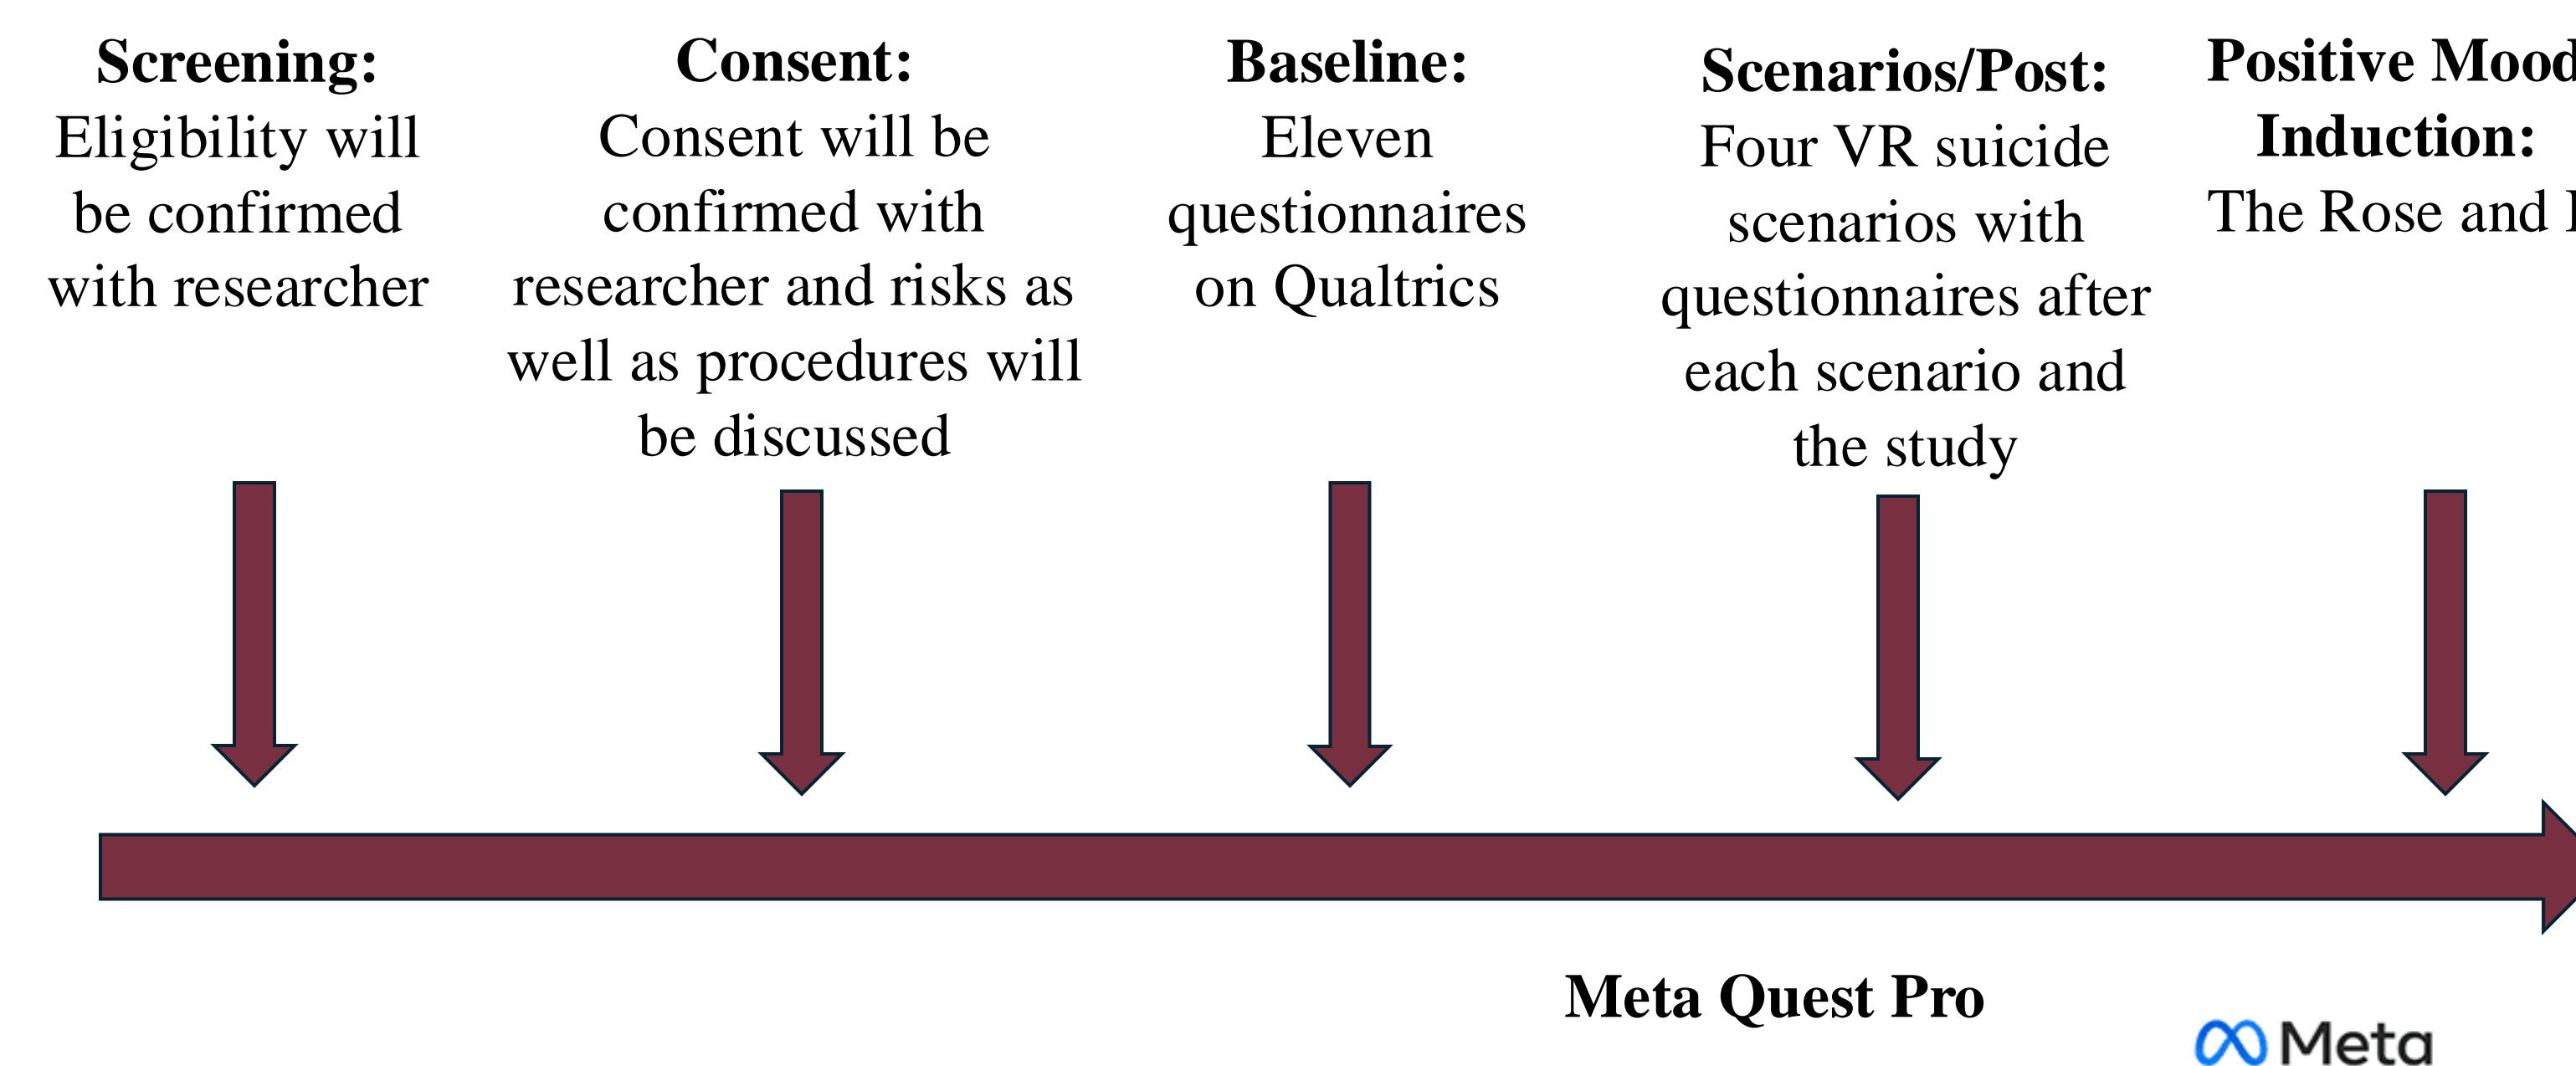 Screening:
Eligibility will
be confirmed
with researcher
Consent:
Consent will be
confirmed with
researcher and risks as
well as procedures will
be discussed
Baseline:
Eleven
questionnaires
on Qualtrics
Scenarios/Post:
Four VR suicide
scenarios with
questionnaires after
each scenario and
the study
Positive Mood
Induction:
The Rose and
Meta Quest Pro
Meta